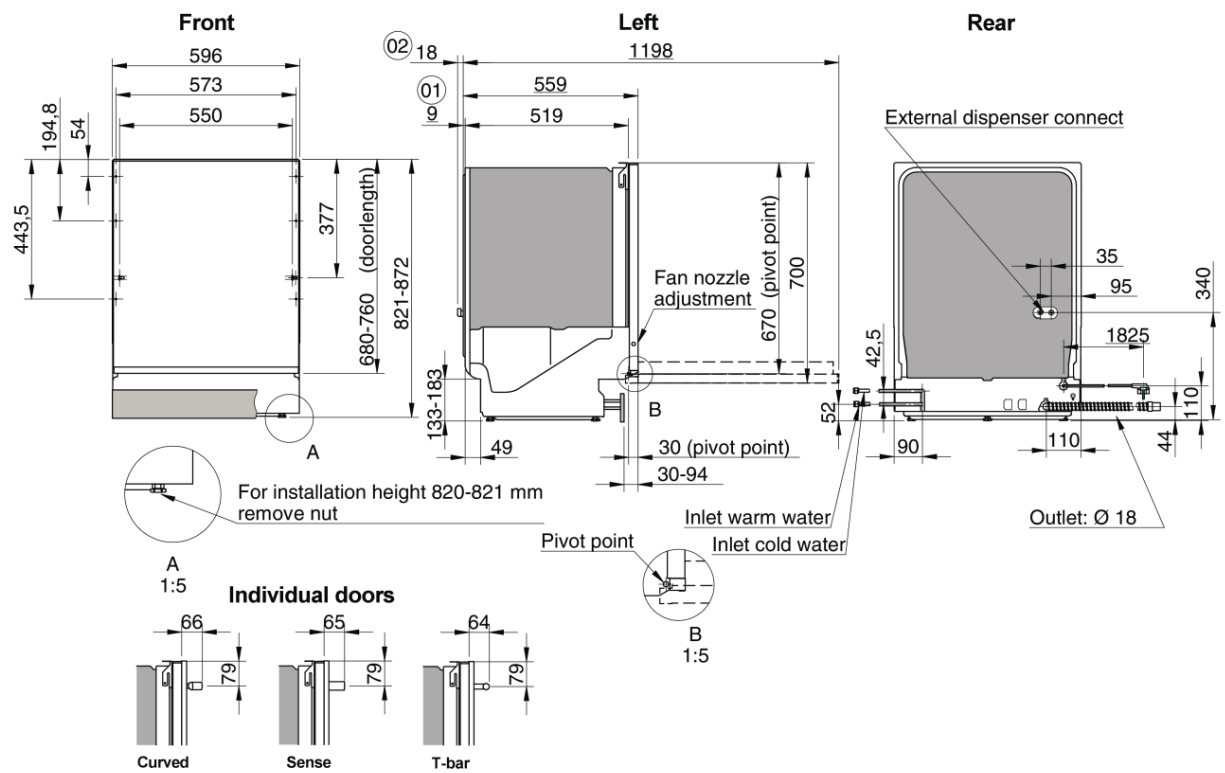 Front
Left
Rear
596
573
550
194,8
54
443,5
377
680-760 (doorlength)
821-872
A
02
18
1198
01
559
9
519
Fan nozzle
adjustment
670 (pivot point)
700
133-183
B
52
49
30 (pivot point)
30-94
External dispenser connect
35
95
340
1825
42,5
110
44
90
110
Inlet warm water
Inlet cold water
Outlet: Ø 18
For installation height 820-821 mm
remove nut
A
1:5
Pivot point
B
1:5
Individual doors
66
79
65
79
64
79
Curved
Sense
T-bar